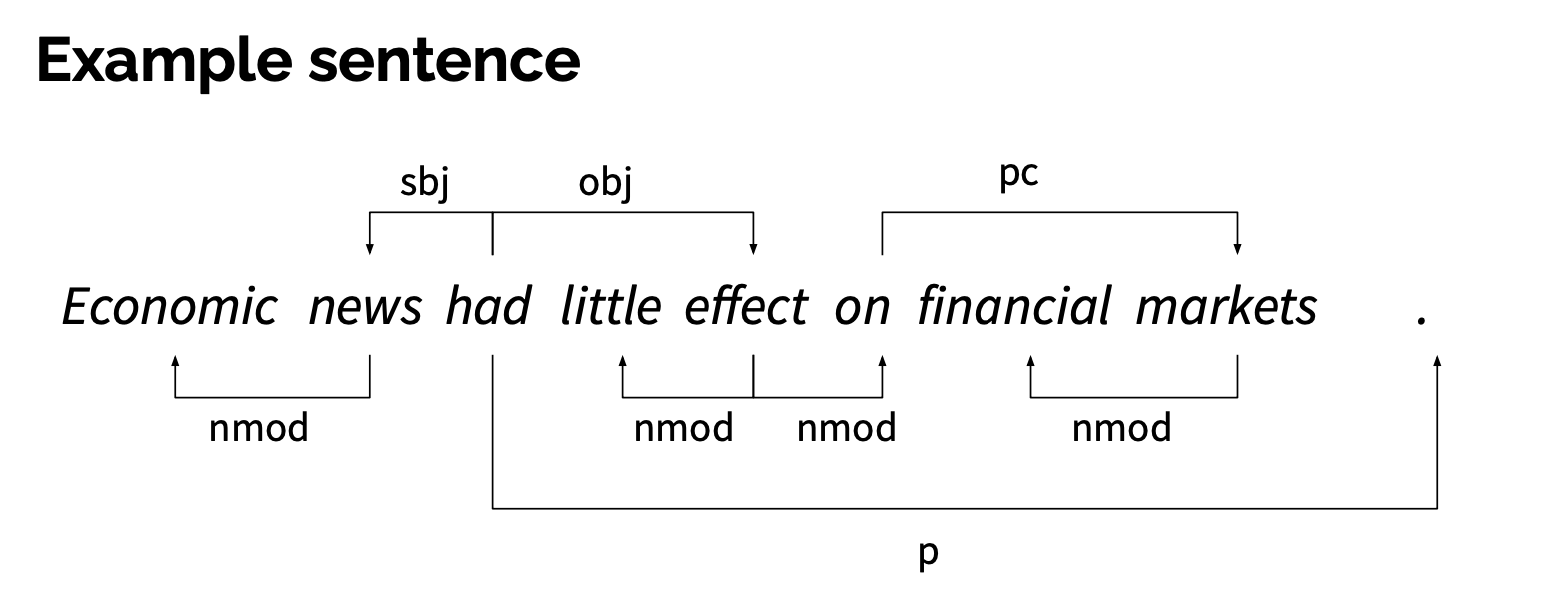 Example sentence
sbj obj pc
Economic news had little effect on financial markets .
nmod nmod nmod nmod
p